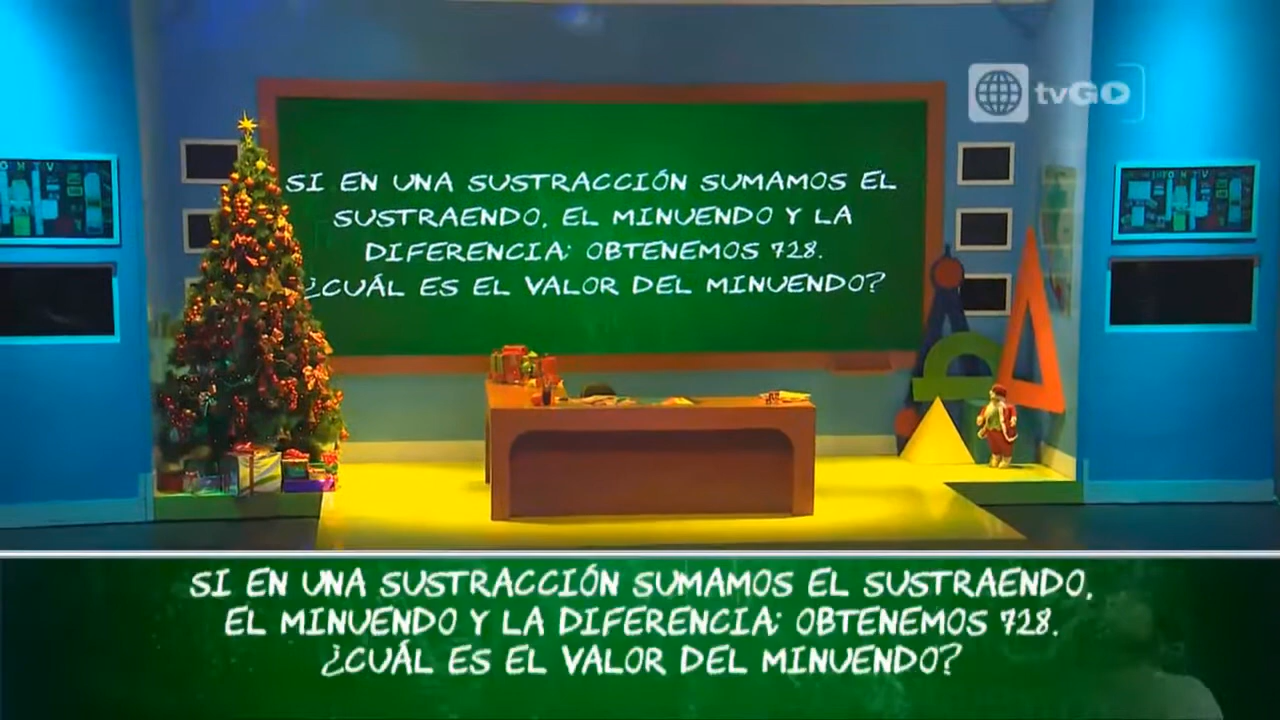 tvGO
SI EN UNA SUSTRACCIÓN SUMAMOS EL
SUSTRAENDO, EL MINUENDO Y LA
DIFERENCIA; OBTENEMOS 728.
¿CUÁL ES EL VALOR DEL MINUENDO?
SI EN UNA SUSTRACCIÓN SUMAMOS EL SUSTRAENDO,
EL MINUENDO Y LA DIFERENCIA; OBTENEMOS 728.
¿CUÁL ES EL VALOR DEL MINUENDO?